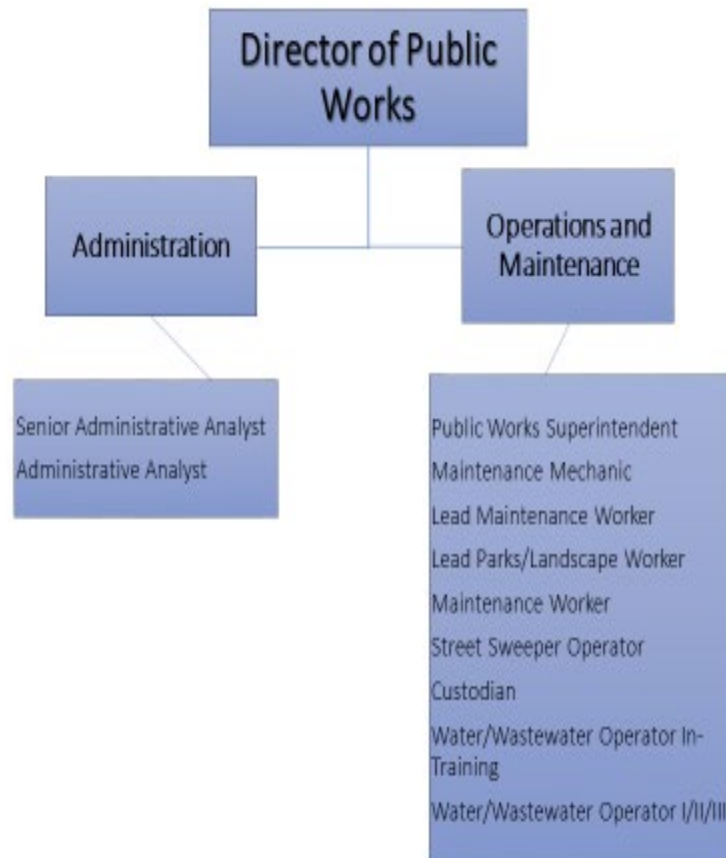 Director of Public
Works
Administration
Operations and
Maintenance
Senior Administrative Analyst
Administrative Analyst
Public Works Superintendent
Maintenance Mechanic
Lead Maintenance Worker
Lead Parks/Landscape Worker
Maintenance Worker
Street Sweeper Operator
Custodian
Water/Wastewater Operator In-
Training
Water/Wastewater Operator I/II/III